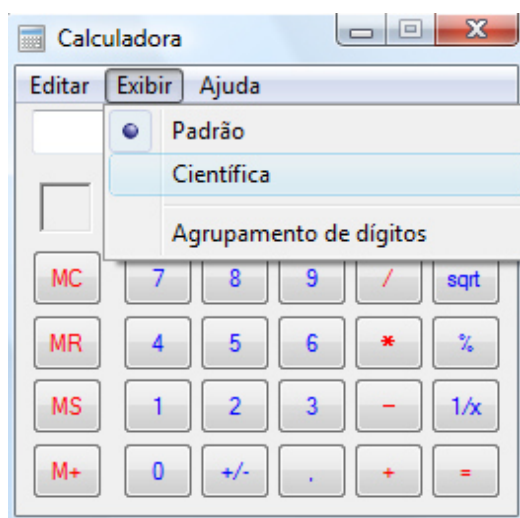 Calculadora
Editar Exibir Ajuda
Padrão
Científica
Agrupamento de dígitos
MC 7 8 9 / sqrt
MR 4 5 6 * %
MS 1 2 3 - 1/x
M+ 0 +/- , + =